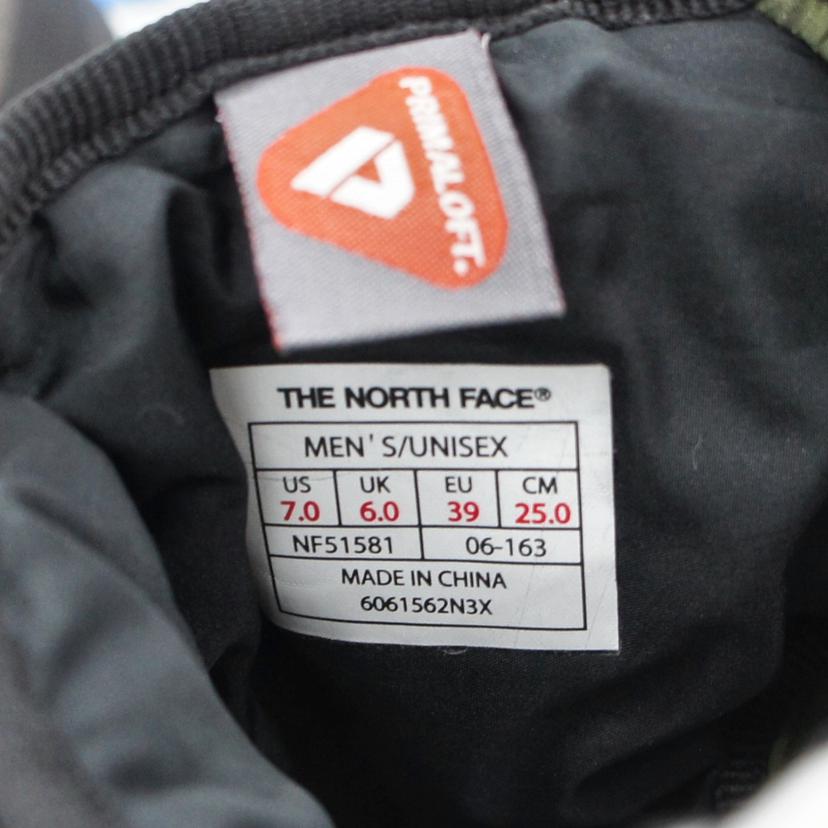 PRIMALOFT.
THE NORTH FACE®
MEN'S/UNISEX
US UK EU CM
7.0 6.0 39 25.0
NF51581 06-163
MADE IN CHINA
6061562N3X